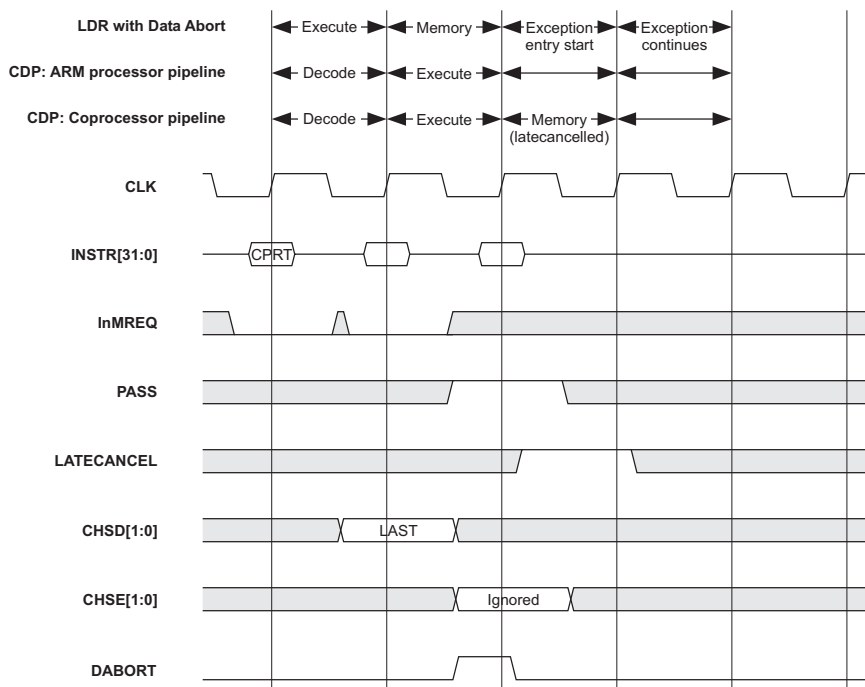 LDR with Data Abort Execute Memory Exception entry start Exception continues
CDP: ARM processor pipeline Decode Execute
CDP: Coprocessor pipeline Decode Execute Memory (latecancelled)
CLK
INSTR[31:0] CPRT
InMREQ
PASS
LATECANCEL
CHSD[1:0] LAST
CHSE[1:0] Ignored
DABORT